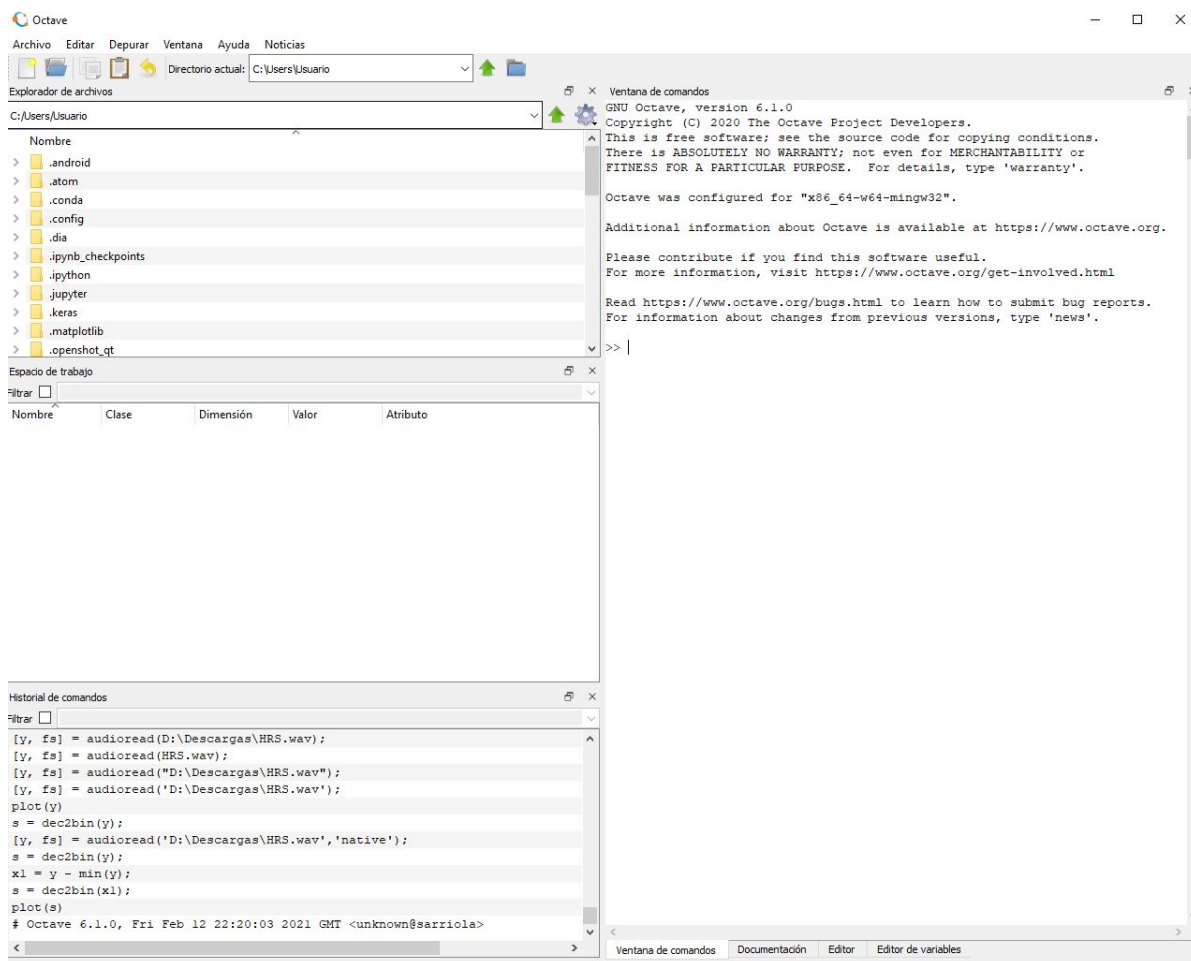 Octave
Archivo Editar Depurar Ventana Ayuda Noticias
Directorio actual: C:\Users\Usuario
Explorador de archivos
C:/Users/Usuario
Nombre
.android
.atom
.conda
.config
.dia
.ipynb_checkpoints
.ipython
.jupyter
.keras
.matplotlib
.openshot_qt
Espacio de trabajo
Filtrar
Nombre Clase Dimensión Valor Atributo
Historial de comandos
Filtrar
[y, fs] = audioread(D:\Descargas\HRS.wav);
[y, fs] = audioread(HRS.wav);
[y, fs] = audioread("D:\Descargas\HRS.wav");
[y, fs] = audioread('D:\Descargas\HRS.wav');
plot(y)
s = dec2bin(y);
[y, fs] = audioread('D:\Descargas\HRS.wav','native');
s = dec2bin(y);
x1 = y - min(y);
s = dec2bin(x1);
plot(s)
# Octave 6.1.0, Fri Feb 12 22:20:03 2021 GMT <unknown@sarriola>
Ventana de comandos
GNU Octave, version 6.1.0
Copyright (C) 2020 The Octave Project Developers.
This is free software; see the source code for copying conditions.
There is ABSOLUTELY NO WARRANTY; not even for MERCHANTABILITY or
FITNESS FOR A PARTICULAR PURPOSE.  For details, type 'warranty'.
Octave was configured for "x86_64-w64-mingw32".
Additional information about Octave is available at https://www.octave.org.
Please contribute if you find this software useful.
For more information, visit https://www.octave.org/get-involved.html
Read https://www.octave.org/bugs.html to learn how to submit bug reports.
For information about changes from previous versions, type 'news'.
>>
Ventana de comandos Documentación Editor Editor de variables